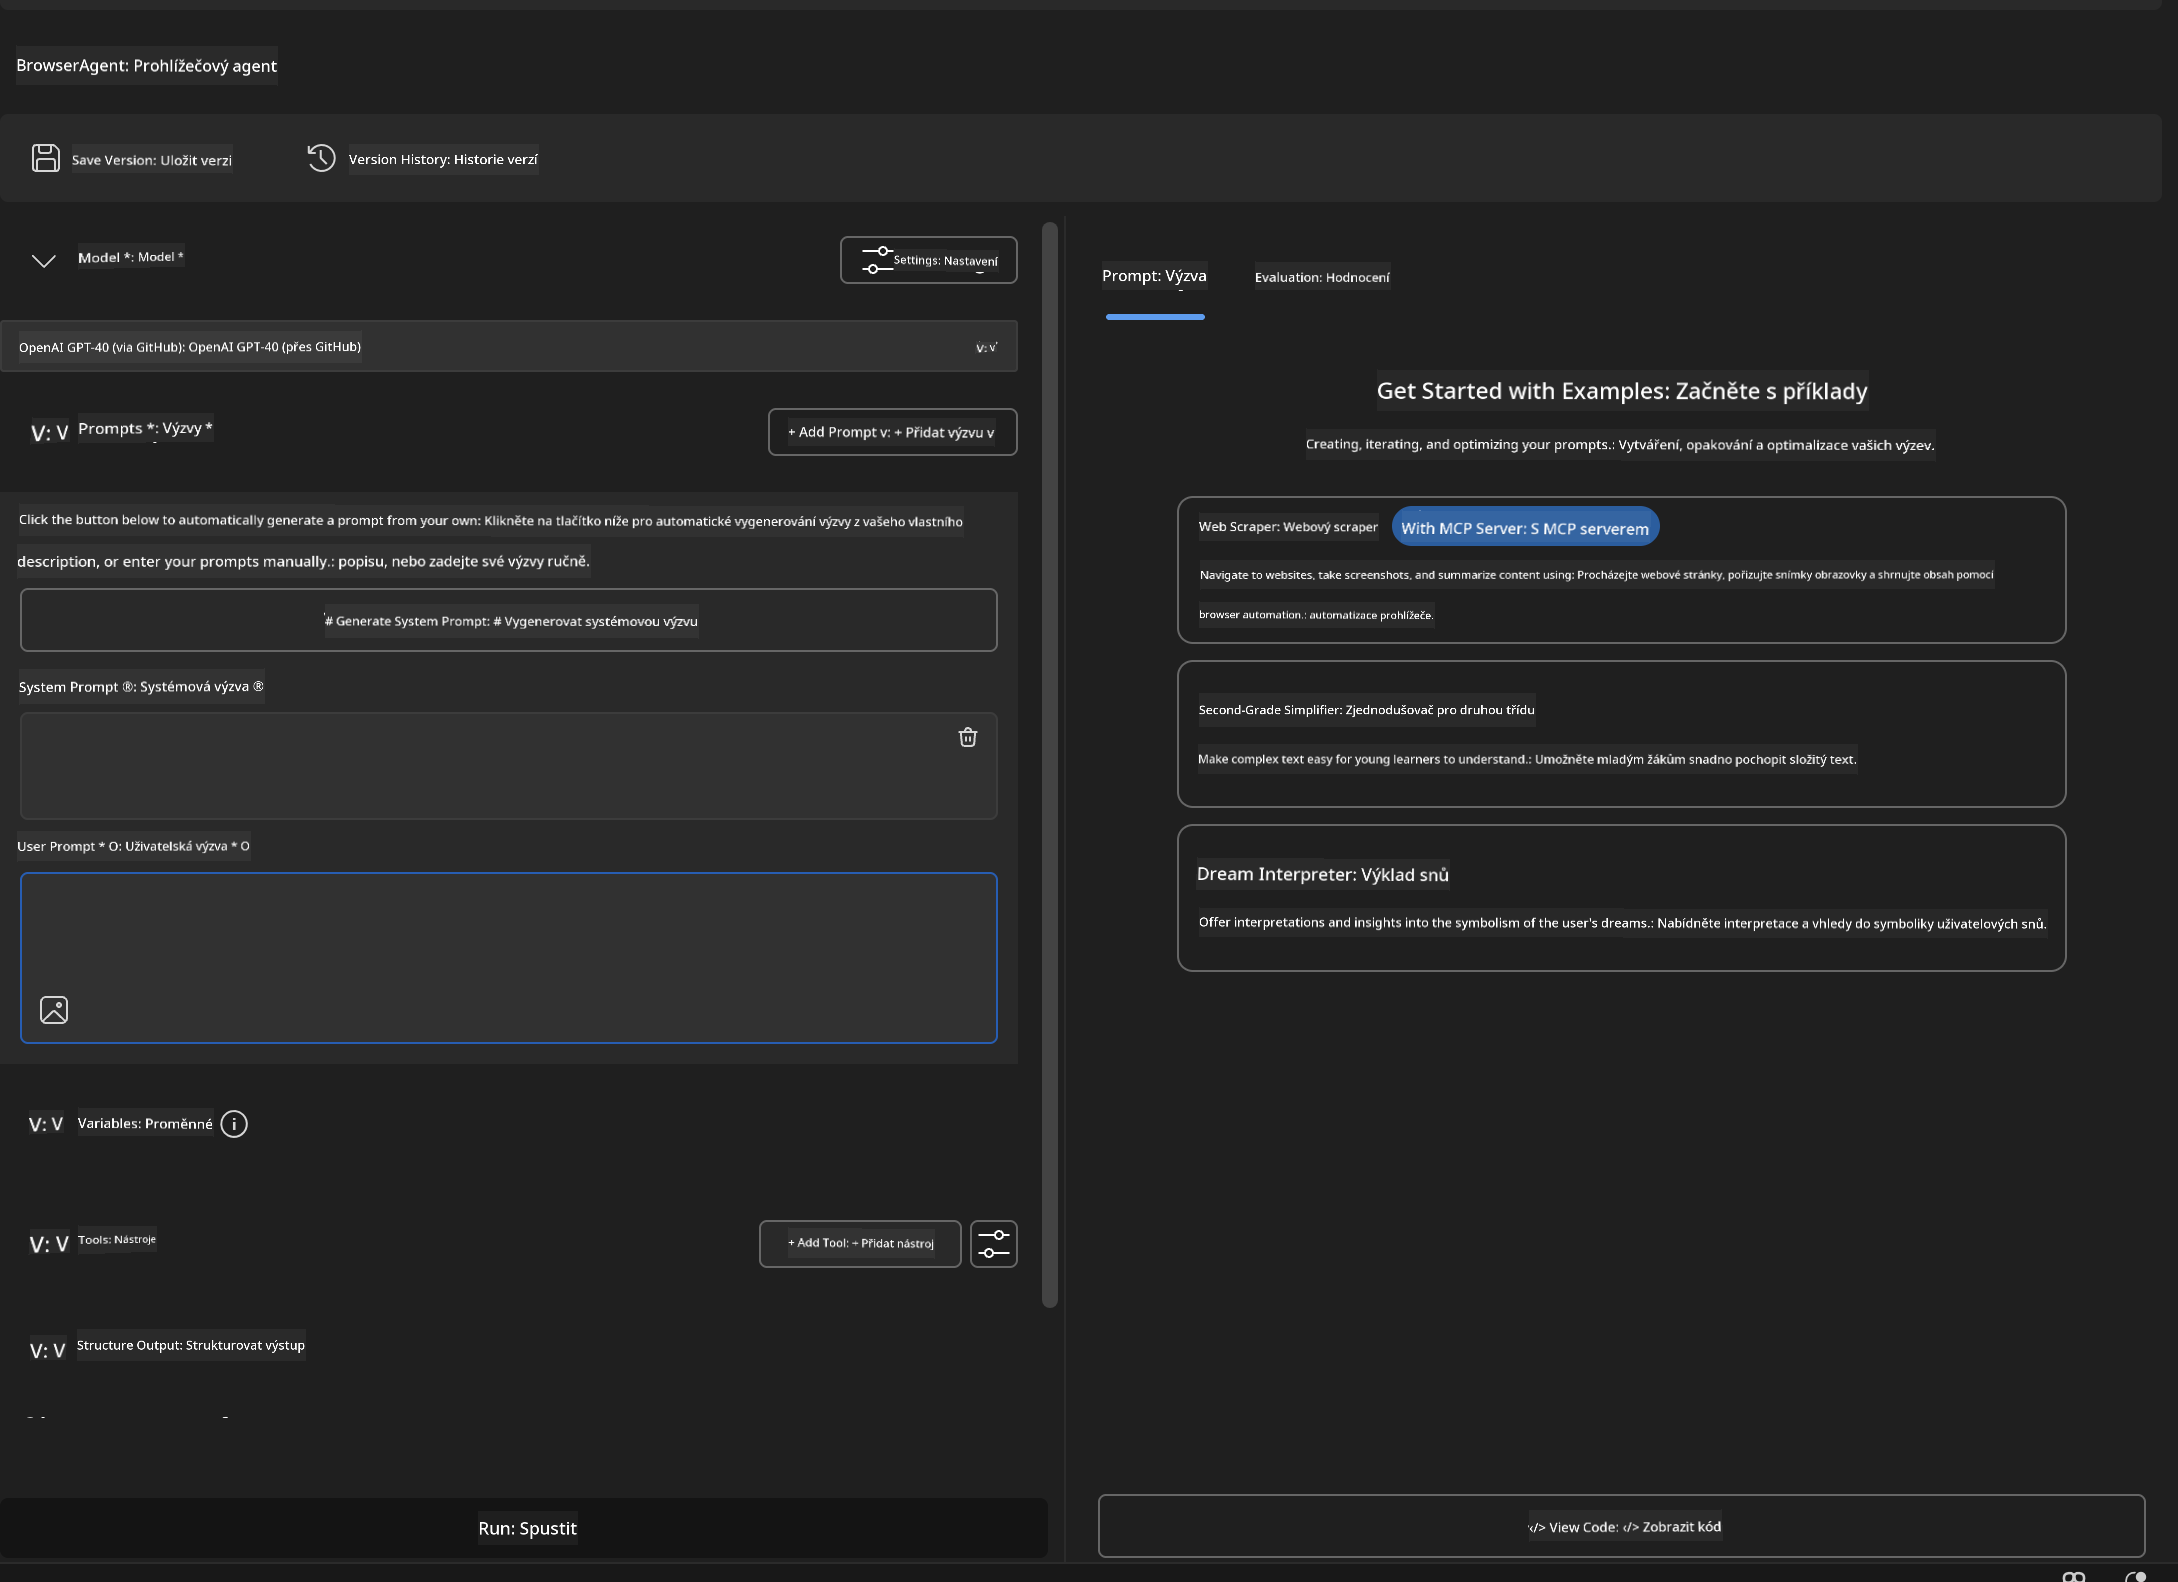 BrowserAgent: Prohlížečový agent
Save Version: Uložit verzi
Version History: Historie verzí
Model *: Model *
Settings: Nastavení
OpenAI GPT-40 (via GitHub): OpenAI GPT-40 (přes GitHub)
v: v
V: V
Prompts *: Výzvy *
+ Add Prompt v: + Přidat výzvu v
Click the button below to automatically generate a prompt from your own: Klikněte na tlačítko níže pro automatické vygenerování výzvy z vašeho vlastního
description, or enter your prompts manually.: popisu, nebo zadejte své výzvy ručně.
# Generate System Prompt: # Vygenerovat systémovou výzvu
System Prompt ®: Systémová výzva ®
User Prompt * O: Uživatelská výzva * O
V: V
Variables: Proměnné
V: V
Tools: Nástroje
+ Add Tool: + Přidat nástroj
V: V
Structure Output: Strukturovat výstup
Run: Spustit
Prompt: Výzva
Evaluation: Hodnocení
Get Started with Examples: Začněte s příklady
Creating, iterating, and optimizing your prompts.: Vytváření, opakování a optimalizace vašich výzev.
Web Scraper: Webový scraper
With MCP Server: S MCP serverem
Navigate to websites, take screenshots, and summarize content using: Procházejte webové stránky, pořizujte snímky obrazovky a shrnujte obsah pomocí
browser automation.: automatizace prohlížeče.
Second-Grade Simplifier: Zjednodušovač pro druhou třídu
Make complex text easy for young learners to understand.: Umožněte mladým žákům snadno pochopit složitý text.
Dream Interpreter: Výklad snů
Offer interpretations and insights into the symbolism of the user's dreams.: Nabídněte interpretace a vhledy do symboliky uživatelových snů.
</> View Code: </> Zobrazit kód